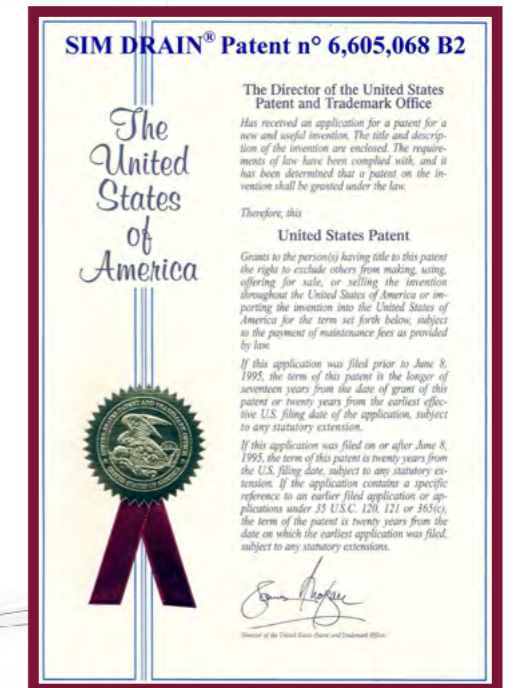 SIM DRAIN® Patent n° 6,605,068 B2
The
United
States
of
America
The Director of the United States
Patent and Trademark Office
Has received an application for a patent for a
new and useful invention. The title and descrip-
tion of the invention are enclosed. The require-
ments of law have been complied with, and it
has been determined that a patent on the in-
vention shall be granted under the law.
Therefore, this
United States Patent
Grants to the person(s) having title to this patent
the right to exclude others from making, using,
offering for sale, or selling the invention
throughout the United States of America or im-
porting the invention into the United States of
America for the term set forth below, subject
to the payment of maintenance fees as provided
by law.
If this application was filed prior to June 8,
1995, the term of this patent is the longer of
seventeen years from the date of grant of this
patent or twenty years from the earliest effec-
tive U.S. filing date of the application, subject
to any statutory extension.
If this application was filed on or after June 8,
1995, the term of this patent is twenty years from
the U.S. filing date, subject to any statutory ex-
tension. If the application contains a specific
reference to an earlier filed application or ap-
plications under 35 U.S.C. 120, 121 or 365(c),
the term of the patent is twenty years from the
date on which the earliest application was filed,
subject to any statutory extensions.
Director of the United States Patent and Trademark Office